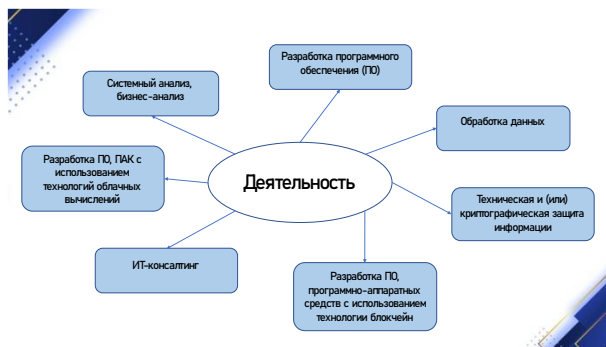 Разработка программного
обеспечения (ПО)
Системный анализ,
бизнес-анализ
Обработка данных
Разработка ПО, ПАК с
использованием
технологий облачных
вычислений
Деятельность
Техническая и (или)
криптографическая защита
информации
ИТ-консалтинг
Разработка ПО,
программно-аппаратных
средств с использованием
технологии блокчейн